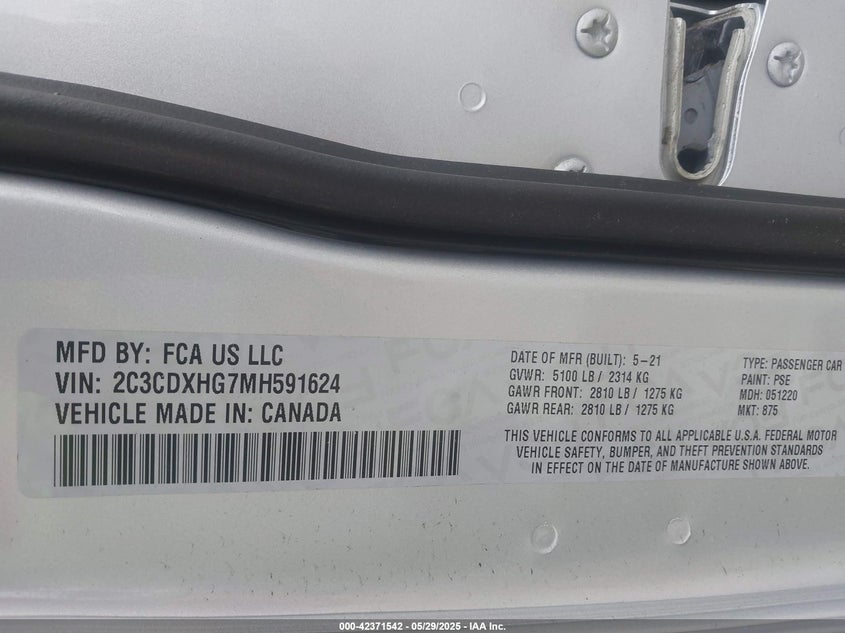 MFD BY: FCA US LLC
VIN: 2C3CDXHG7MH591624
VEHICLE MADE IN: CANADA
DATE OF MFR (BUILT): 5-21
GVWR: 5100 LB / 2314 KG
GAWR FRONT: 2810 LB / 1275 KG
GAWR REAR: 2810 LB / 1275 KG
TYPE: PASSENGER CAR
PAINT: PSE
MDH: 051220
MKT: 875
THIS VEHICLE CONFORMS TO ALL APPLICABLE U.S.A. FEDERAL MOTOR
VEHICLE SAFETY, BUMPER, AND THEFT PREVENTION STANDARDS
IN EFFECT ON THE DATE OF MANUFACTURE SHOWN ABOVE.
000-42371542 - 05/29/2025 - IAA Inc.